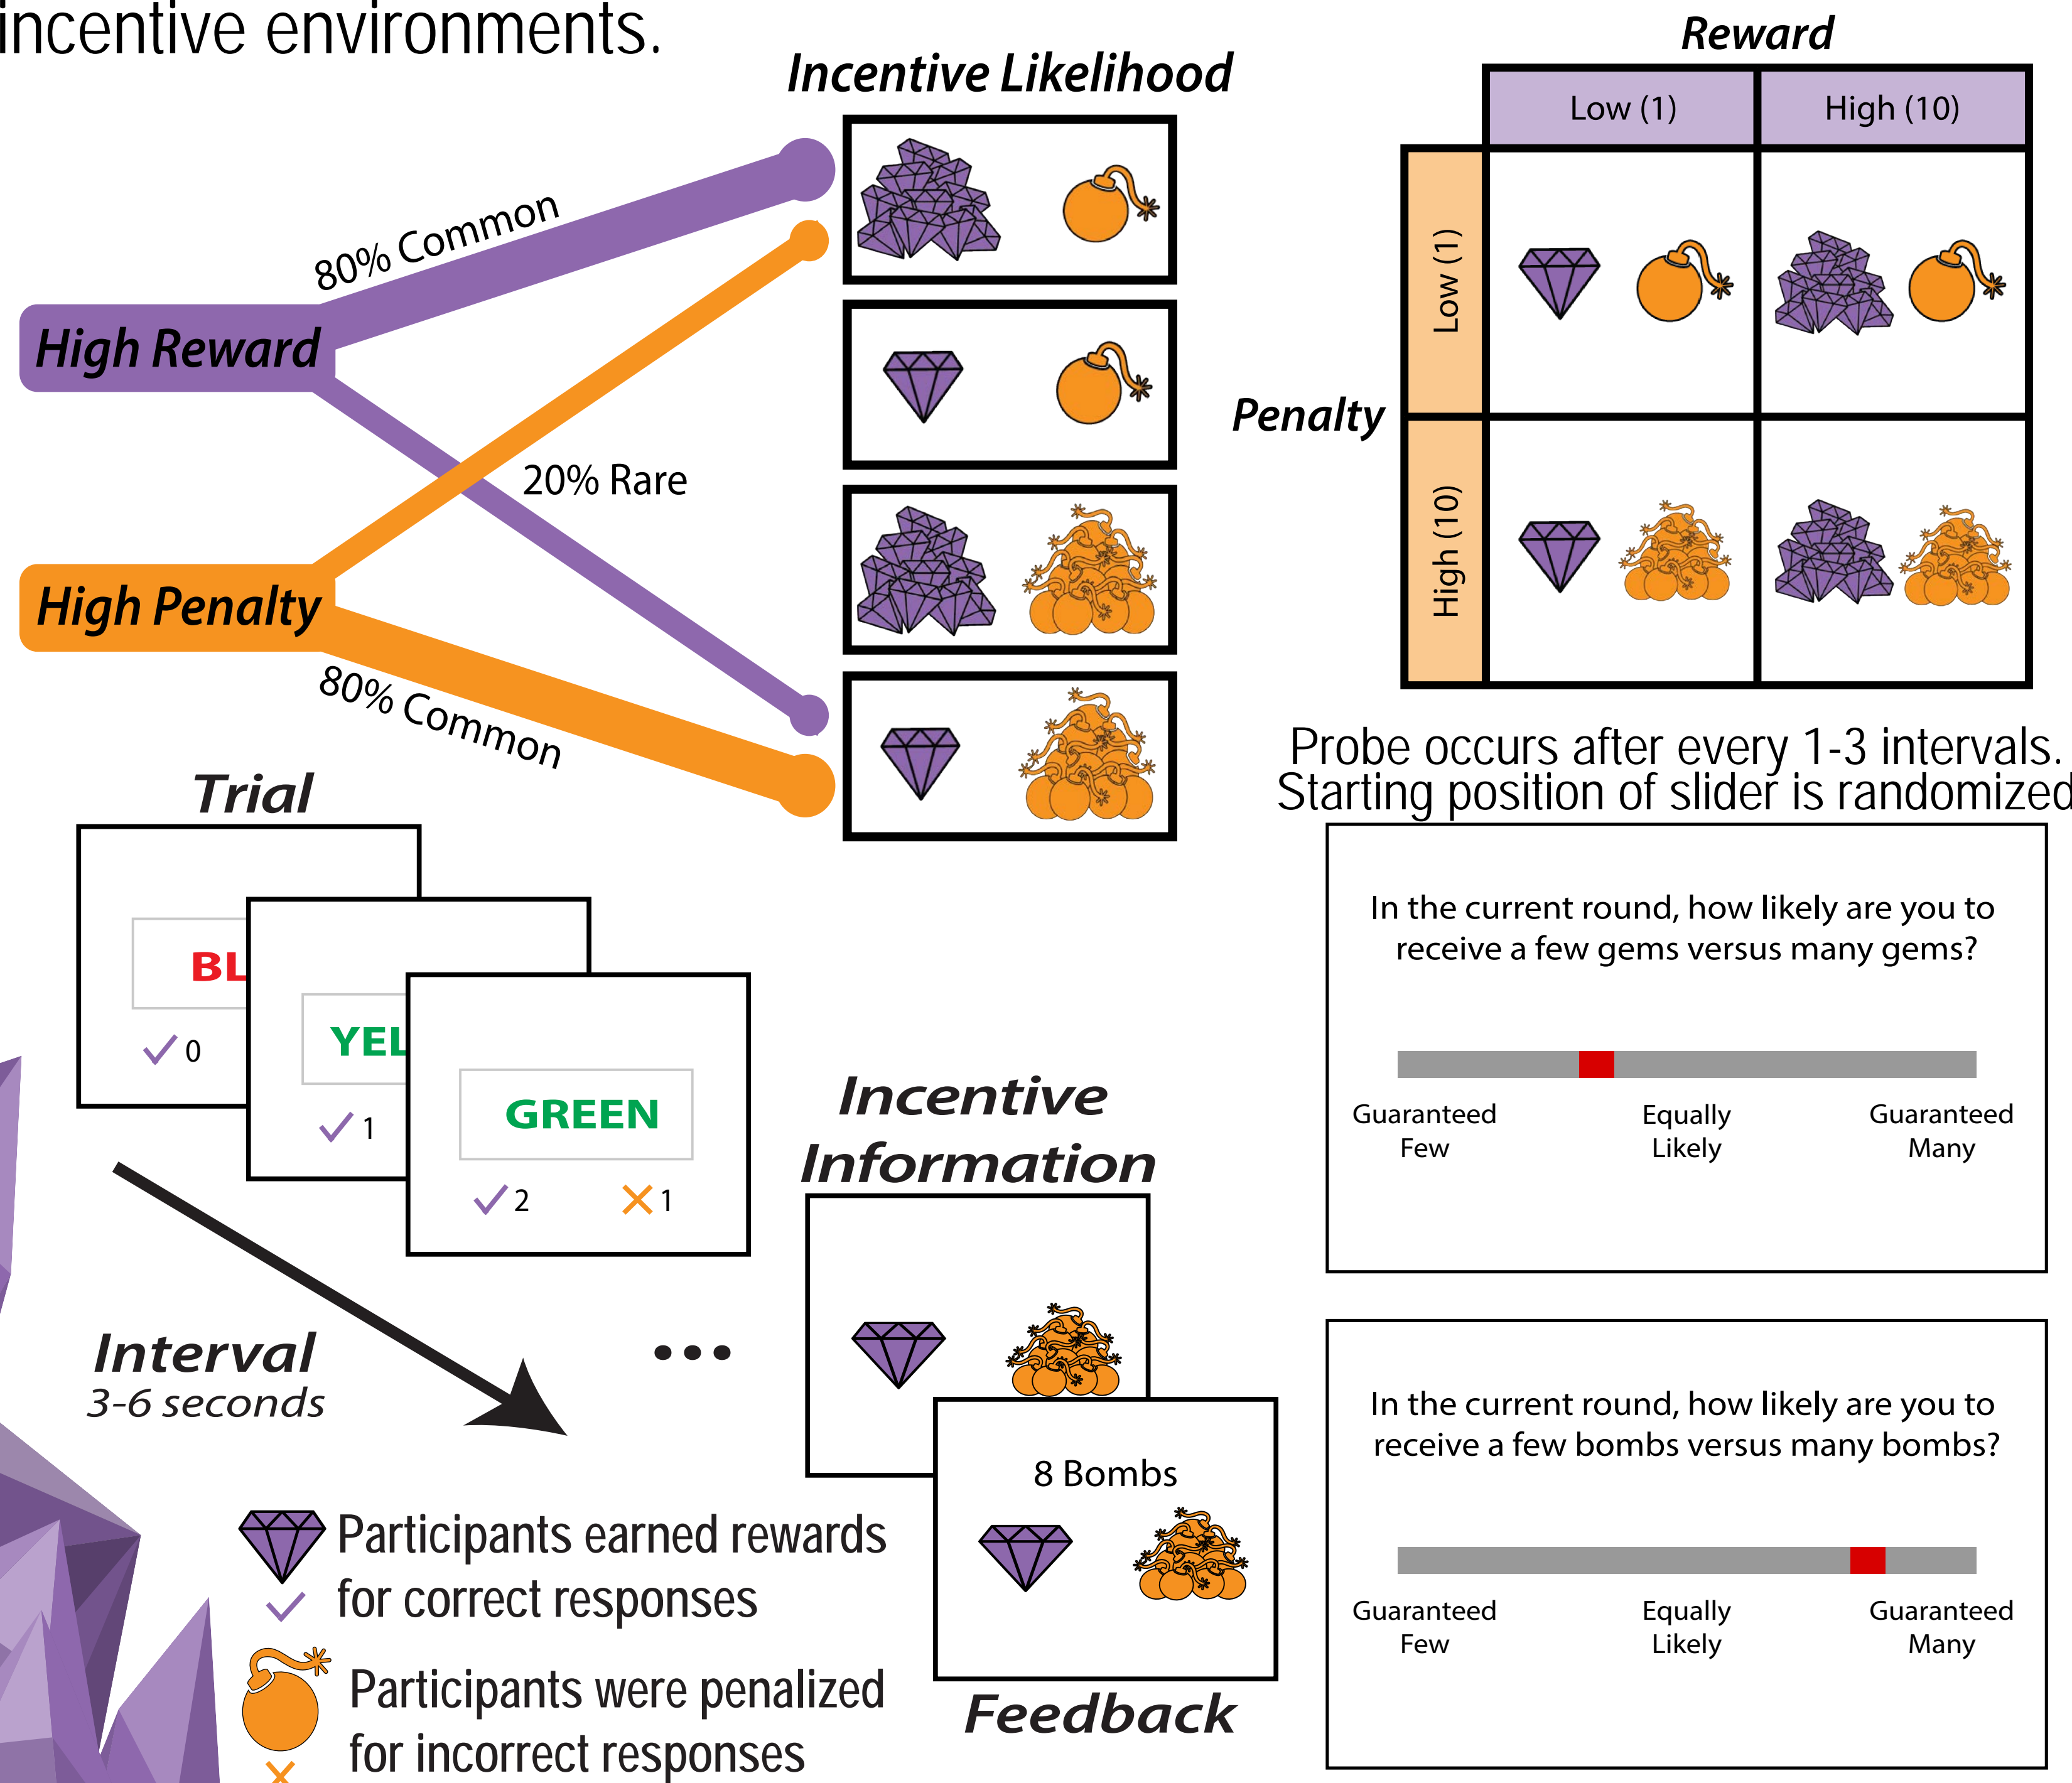 incentive environments.
Incentive Likelihood
80% Common
High Reward
20% Rare
High Penalty
80% Common
Reward
Low (1)
High (10)
Penalty
Low (1)
High (10)
Trial
BL
0
YEL
1
GREEN
2
1
Interval
3-6 seconds
...
Incentive
Information
8 Bombs
Feedback
Participants earned rewards
for correct responses
Participants were penalized
for incorrect responses
Probe occurs after every 1-3 intervals.
Starting position of slider is randomized
In the current round, how likely are you to
receive a few gems versus many gems?
Guaranteed
Few
Equally
Likely
Guaranteed
Many
In the current round, how likely are you to
receive a few bombs versus many bombs?
Guaranteed
Few
Equally
Likely
Guaranteed
Many